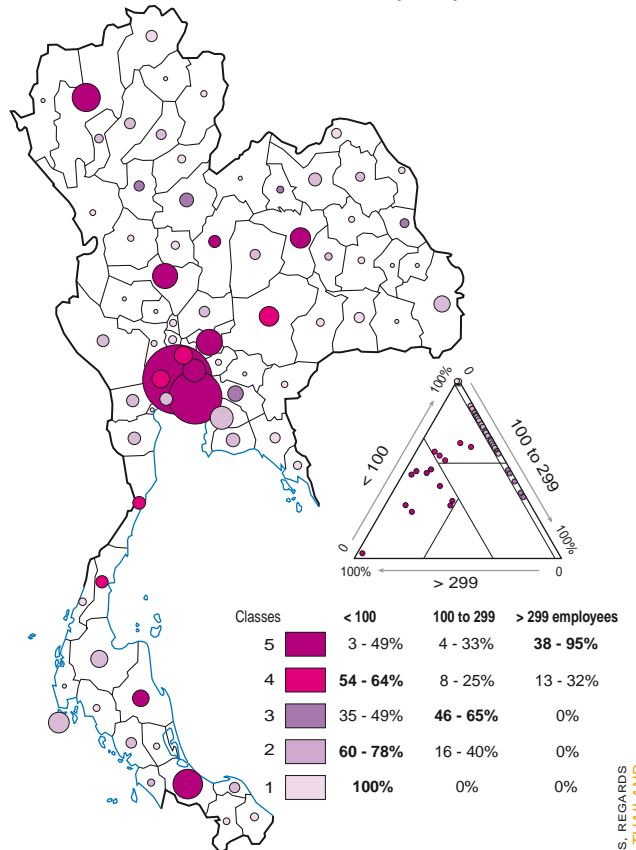 100%
0
< 100
100 to 299
0
100%
100%
0
> 299
Classes < 100 100 to 299 > 299 employees
5 3 - 49% 4 - 33% 38 - 95%
4 54 - 64% 8 - 25% 13 - 32%
3 35 - 49% 46 - 65% 0%
2 60 - 78% 16 - 40% 0%
1 100% 0% 0%
S, REGARDS
THAILAND